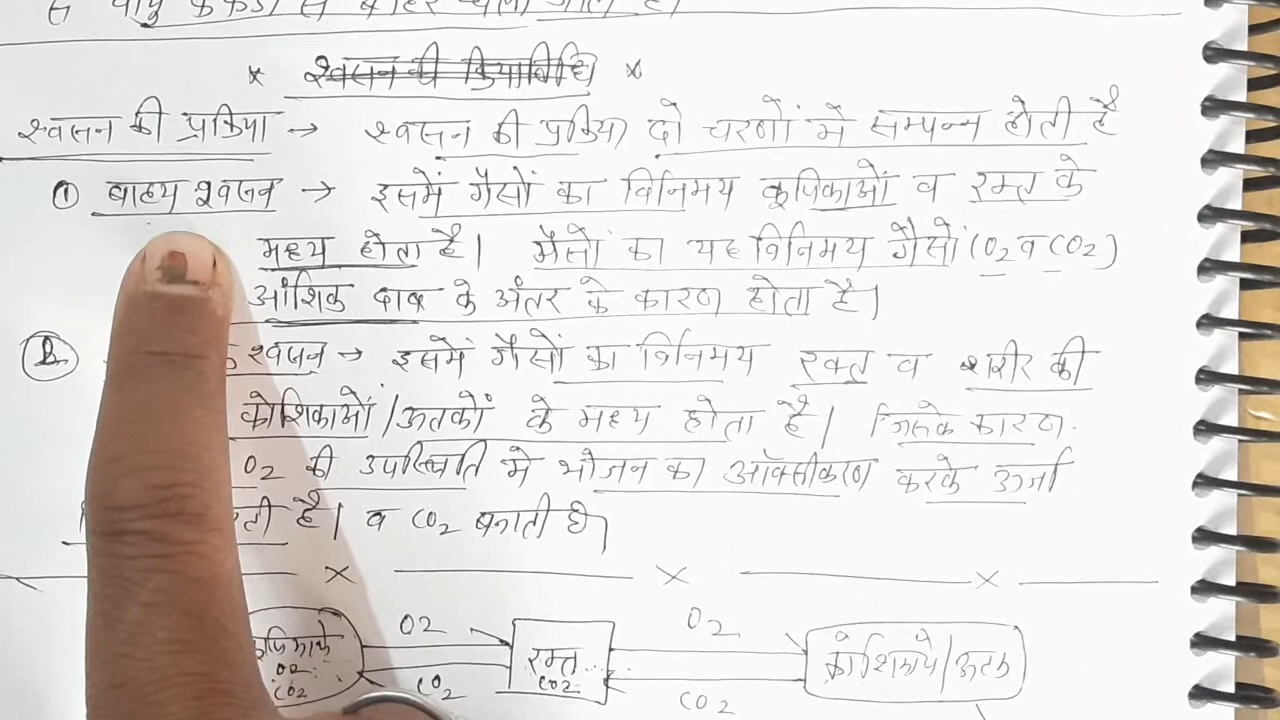 * श्वसन की क्रियाविधि *
श्वसन की प्रक्रिया → श्वसन की प्रक्रिया दो चरणों में सम्पन्न होती है
① बाह्य श्वसन → इसमें गैसों का विनिमय कूपिकाओं व रक्त के
मध्य होता है। गैसों का यह विनिमय गैसों (O2 व CO2)
आंशिक दाब के अंतर के कारण होता है।
② श्वसन → इसमें गैसों का विनिमय रक्त व शरीर की
कोशिकाओं/ऊतकों के मध्य होता है। जिसके कारण
O2 की उपस्थिति में भोजन का ऑक्सीकरण करके ऊर्जा
है। व CO2 बनाती है।
× × ×
O2 O2
O2 रक्त कोशिकायें/ऊतक
CO2 CO2
CO2 CO2